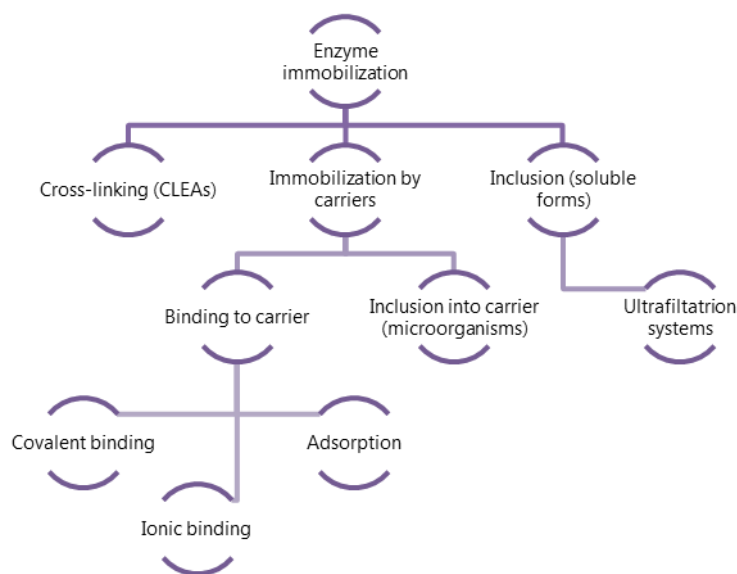 Enzyme
immobilization
Cross-linking (CLEAs)
Immobilization by
carriers
Inclusion (soluble
forms)
Binding to carrier
Inclusion into carrier
(microorganisms)
Ultrafiltatrion
systems
Covalent binding
Adsorption
Ionic binding